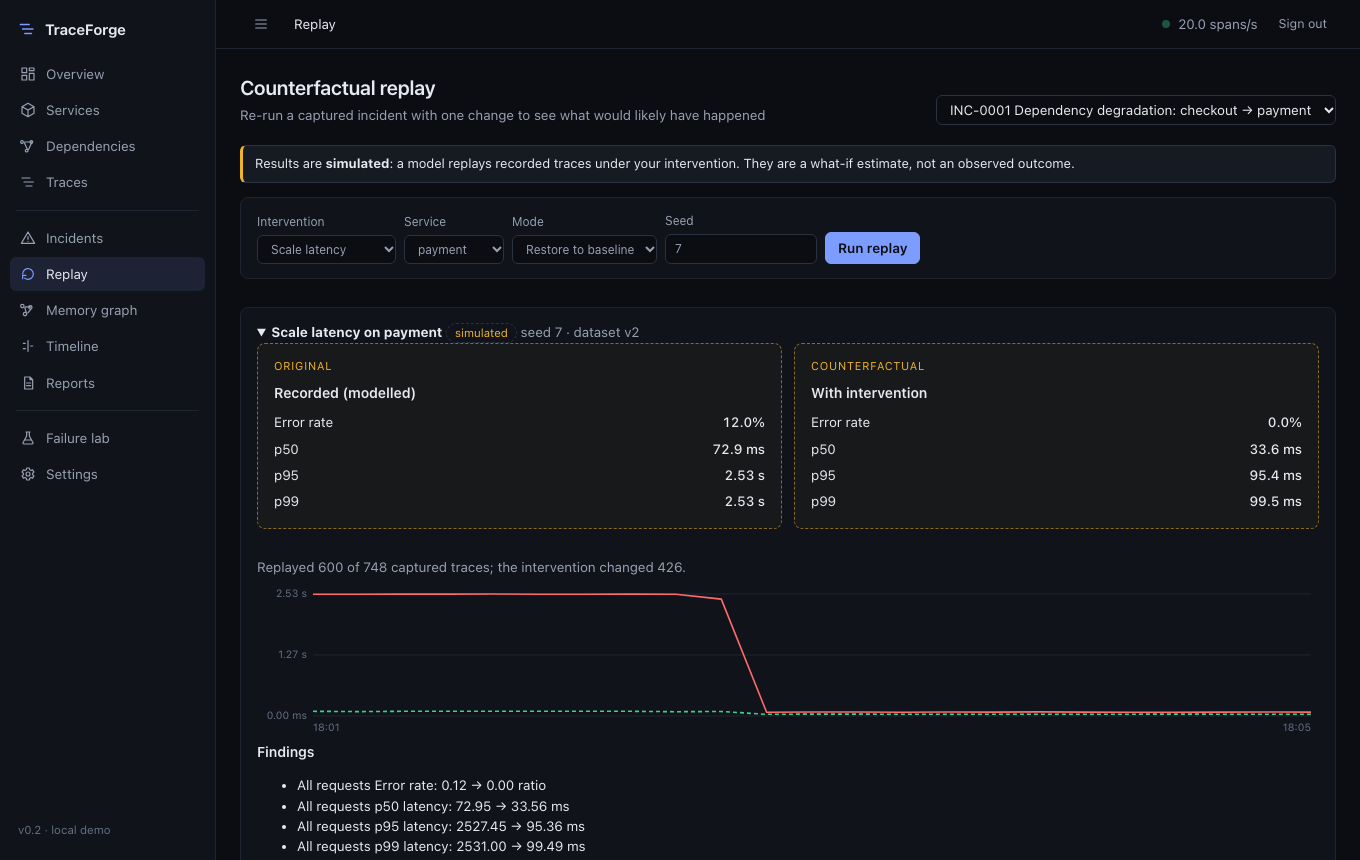 TraceForge
Overview
Services
Dependencies
Traces
Incidents
Replay
Memory graph
Timeline
Reports
Failure lab
Settings
v0.2 · local demo
Replay
20.0 spans/s
Sign out
Counterfactual replay
Re-run a captured incident with one change to see what would likely have happened
INC-0001 Dependency degradation: checkout → payment
Results are simulated: a model replays recorded traces under your intervention. They are a what-if estimate, not an observed outcome.
Intervention
Service
Mode
Seed
Scale latency
payment
Restore to baseline
7
Run replay
Scale latency on payment simulated seed 7 · dataset v2
ORIGINAL
Recorded (modelled)
Error rate 12.0%
p50 72.9 ms
p95 2.53 s
p99 2.53 s
COUNTERFACTUAL
With intervention
Error rate 0.0%
p50 33.6 ms
p95 95.4 ms
p99 99.5 ms
Replayed 600 of 748 captured traces; the intervention changed 426.
2.53 s
1.27 s
0.00 ms
18:01
18:05
Findings
All requests Error rate: 0.12 → 0.00 ratio
All requests p50 latency: 72.95 → 33.56 ms
All requests p95 latency: 2527.45 → 95.36 ms
All requests p99 latency: 2531.00 → 99.49 ms